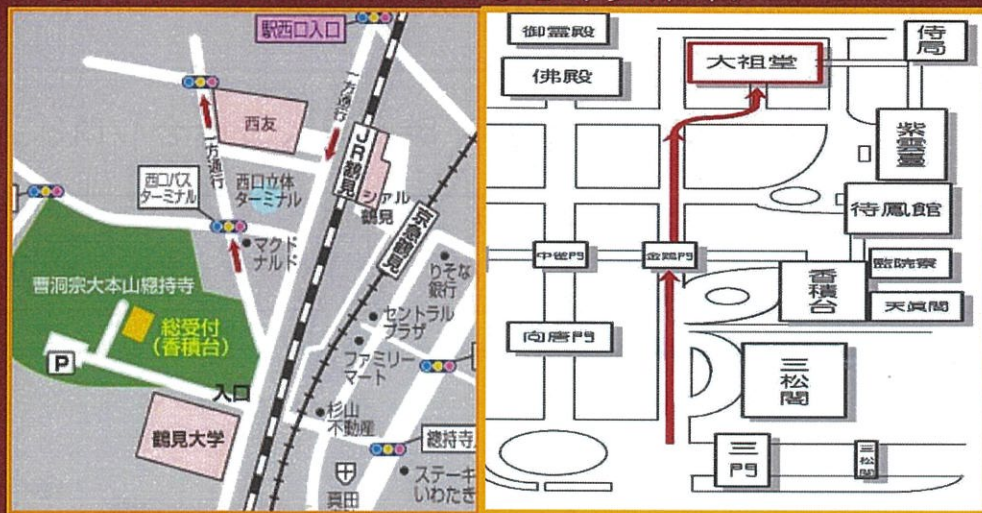 駅西口入口
一方通行
西友
一方通行
JR鶴見
シァル
鶴見
西口バス
ターミナル
西口立体
ターミナル
京急鶴見
マクド
ナルド
りそな
銀行
曹洞宗大本山總持寺
セントラル
プラザ
総受付
(香積台)
ファミリー
マート
P
入口
杉山
不動産
鶴見大学
總持寺
ステーキ
いわたき
真田
御霊殿
侍局
大祖堂
佛殿
紫雲臺
待鳳館
中雀門
金鶏門
香積台
監院寮
天真閣
向唐門
三松閣
三門
三松閣